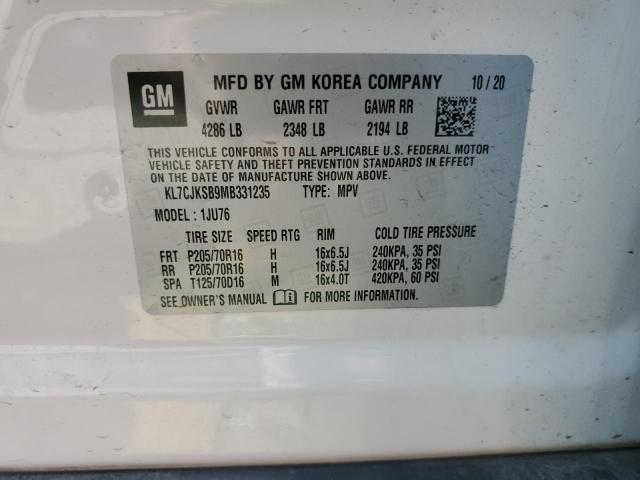 GM MFD BY GM KOREA COMPANY 10/20
GVWR GAWR FRT GAWR RR
4286 LB 2348 LB 2194 LB
THIS VEHICLE CONFORMS TO ALL APPLICABLE U.S. FEDERAL MOTOR
VEHICLE SAFETY AND THEFT PREVENTION STANDARDS IN EFFECT
ON THE DATE OF MANUFACTURE SHOWN ABOVE.
KL7CJKSB9MB331235 TYPE: MPV
MODEL: 1JU76
TIRE SIZE SPEED RTG RIM COLD TIRE PRESSURE
FRT P205/70R16 H 16x6.5J 240KPA, 35 PSI
RR P205/70R16 H 16x6.5J 240KPA, 35 PSI
SPA T125/70D16 M 16x4.0T 420KPA, 60 PSI
SEE OWNER'S MANUAL FOR MORE INFORMATION.